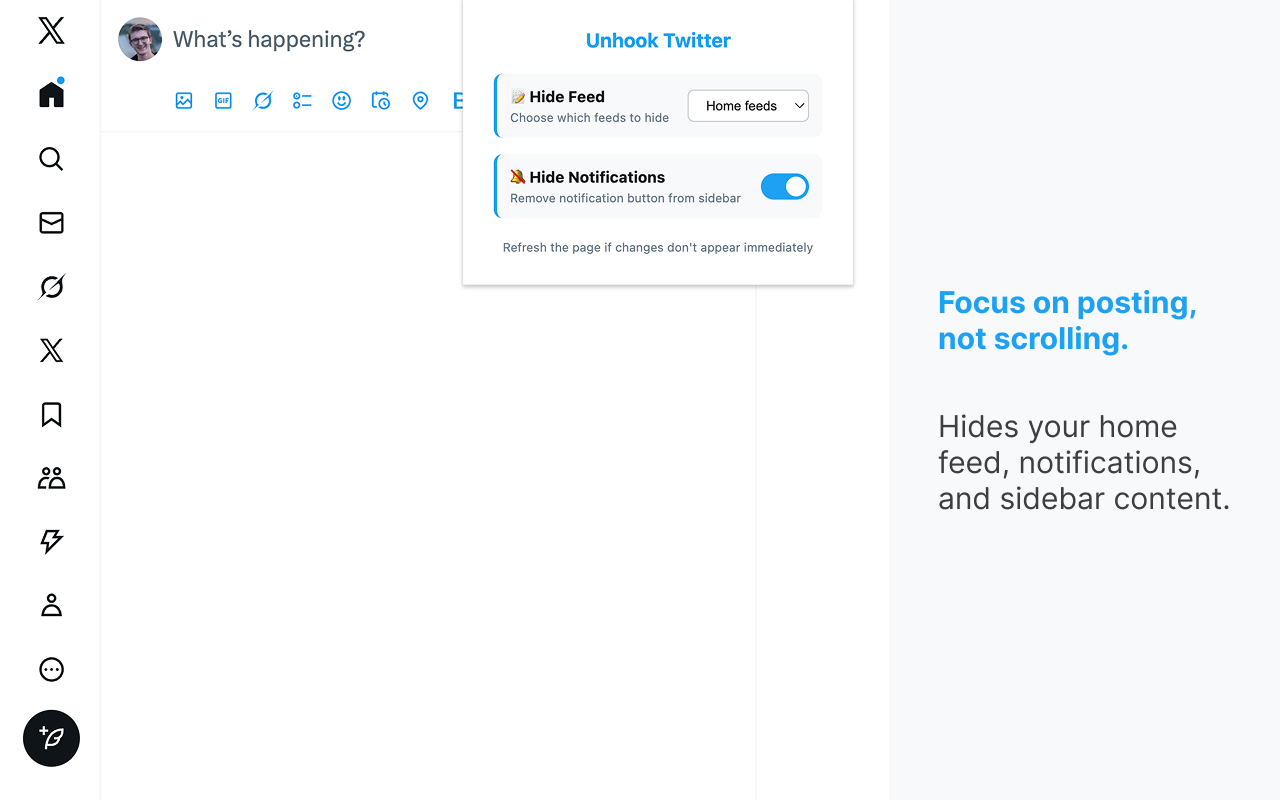 What’s happening?
GIF
Unhook Twitter
Hide Feed
Choose which feeds to hide
Home feeds
Hide Notifications
Remove notification button from sidebar
Refresh the page if changes don't appear immediately
Focus on posting,
not scrolling.
Hides your home
feed, notifications,
and sidebar content.